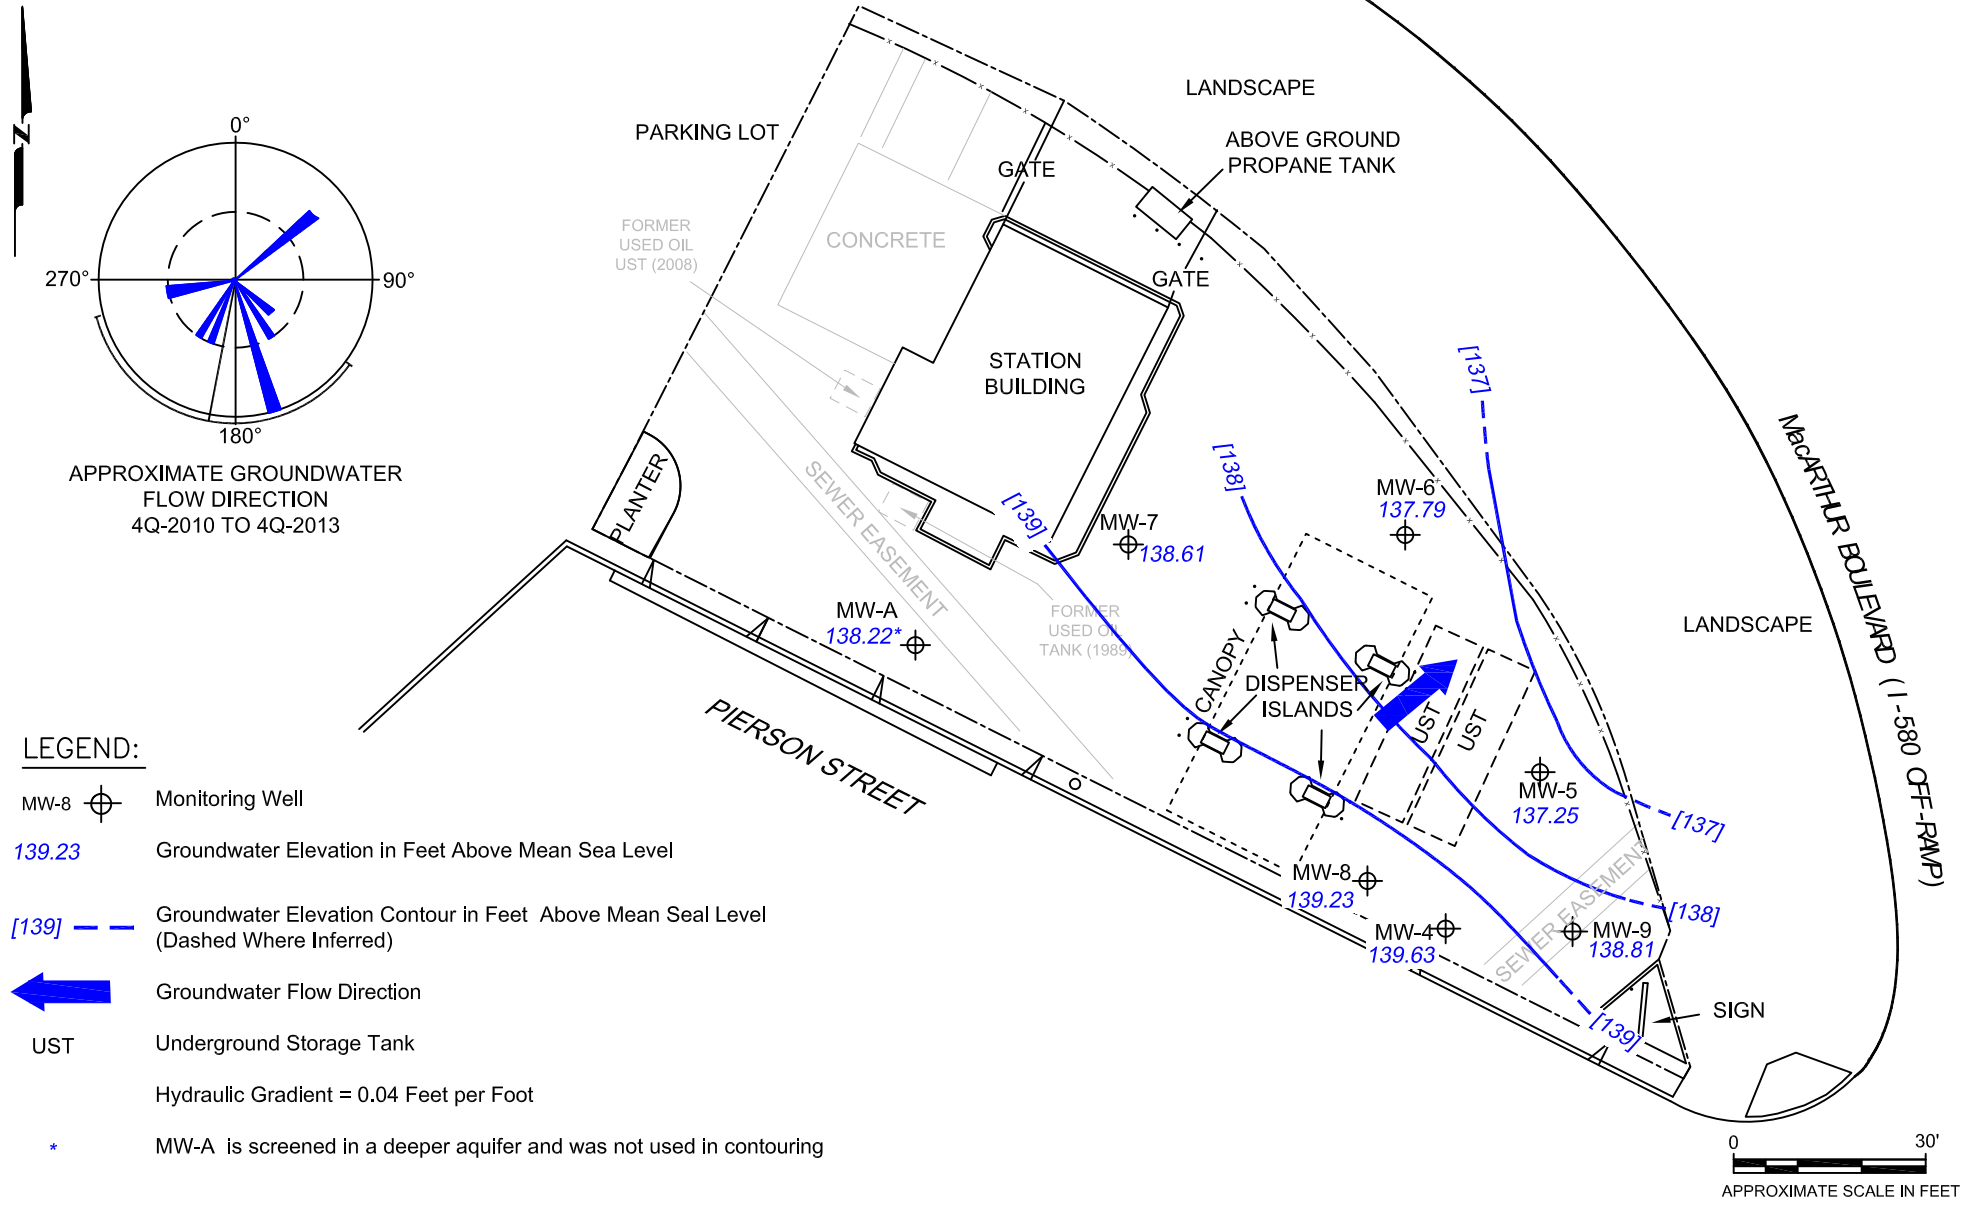 N
0°
270°
90°
180°
APPROXIMATE GROUNDWATER
FLOW DIRECTION
4Q-2010 TO 4Q-2013
PARKING LOT
LANDSCAPE
ABOVE GROUND
PROPANE TANK
GATE
GATE
FORMER
USED OIL
UST (2008)
CONCRETE
STATION
BUILDING
PLANTER
SEWER EASEMENT
[139]
[138]
[137]
MW-7
138.61
MW-6
137.79
MW-A
138.22*
FORMER
USED OIL
TANK (1989)
CANOPY
DISPENSER
ISLANDS
UST
UST
LANDSCAPE
MacARTHUR BOULEVARD ( I-580 OFF-RAMP)
PIERSON STREET
MW-5
137.25
[137]
MW-8
139.23
MW-4
139.63
SEWER EASEMENT
MW-9
138.81
[138]
[139]
SIGN
0 30'
APPROXIMATE SCALE IN FEET
LEGEND:
MW-8 Monitoring Well
139.23 Groundwater Elevation in Feet Above Mean Sea Level
[139] Groundwater Elevation Contour in Feet Above Mean Seal Level
(Dashed Where Inferred)
Groundwater Flow Direction
UST Underground Storage Tank
Hydraulic Gradient = 0.04 Feet per Foot
* MW-A is screened in a deeper aquifer and was not used in contouring